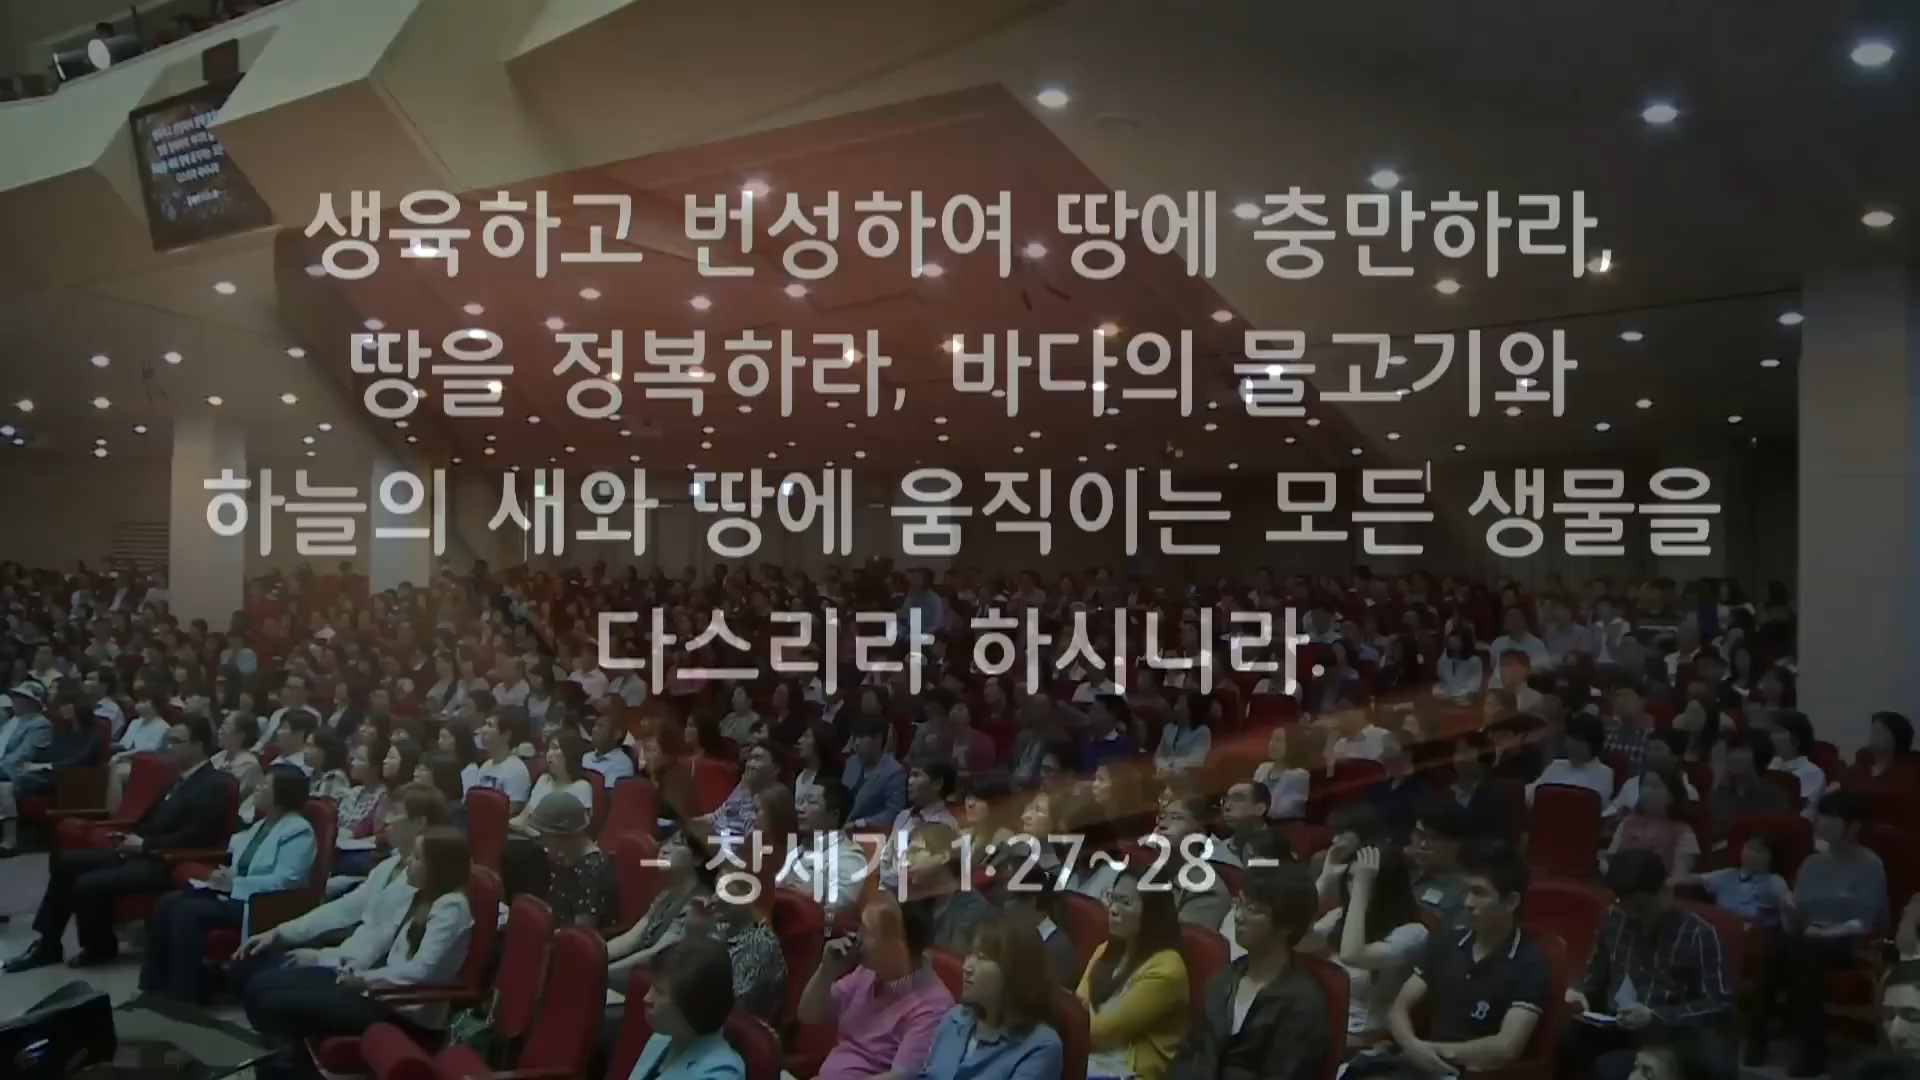 생육하고 번성하여 땅에 충만하라,
땅을 정복하라, 바다의 물고기와
하늘의 새와 땅에 움직이는 모든 생물을
다스리라 하시니라.
- 창세기 1:27~28 -